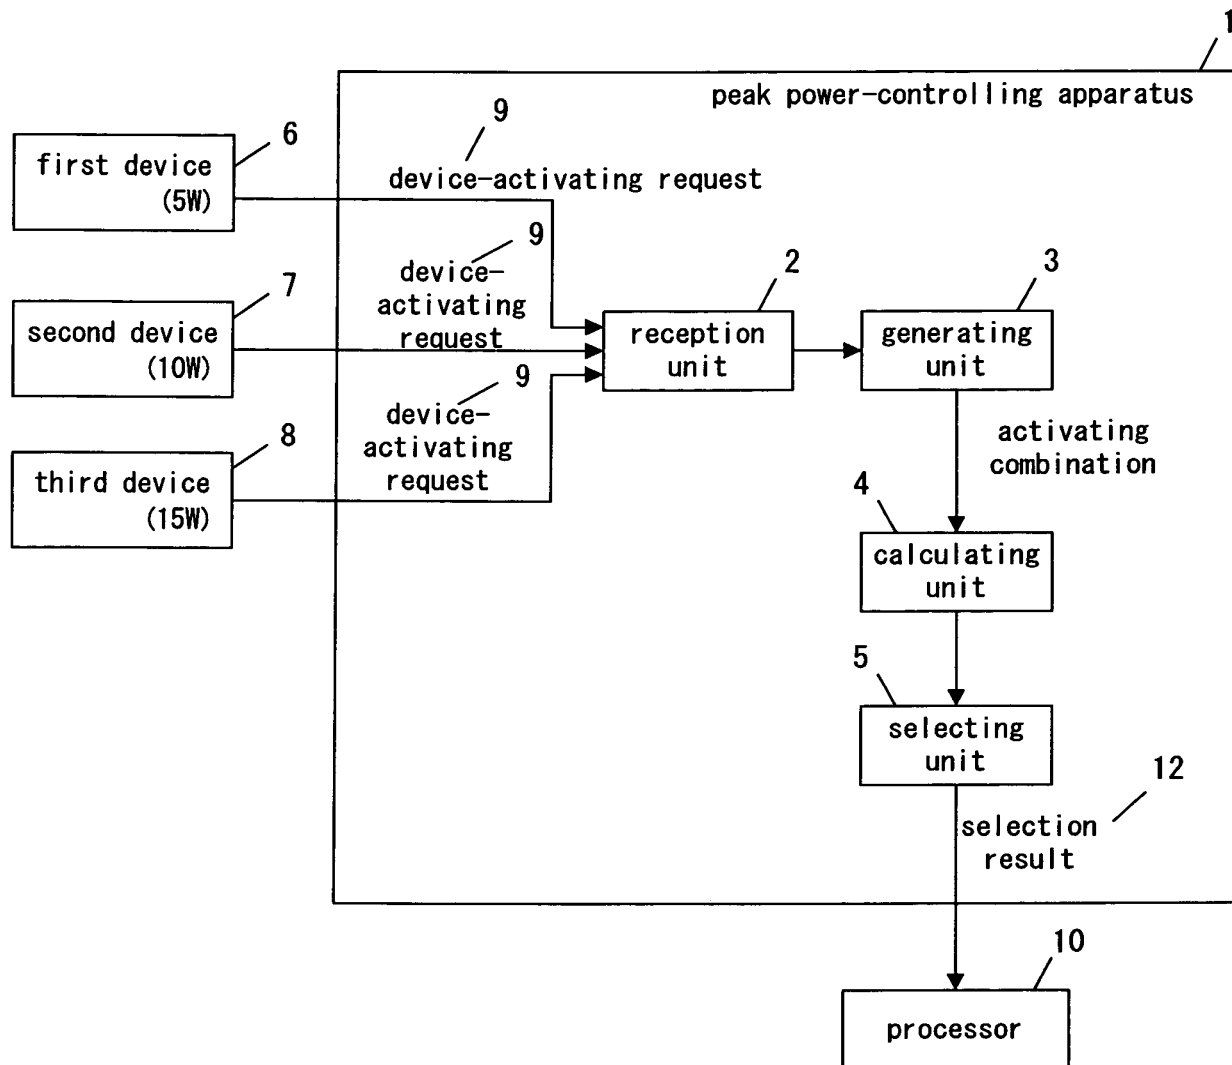 1
peak power-controlling apparatus
9
6
first device
(5W)
device-activating request
9
device-
activating
request
7
second device
(10W)
2
reception
unit
3
generating
unit
9
device-
activating
request
8
third device
(15W)
activating
combination
4
calculating
unit
5
selecting
unit
12
selection
result
10
processor